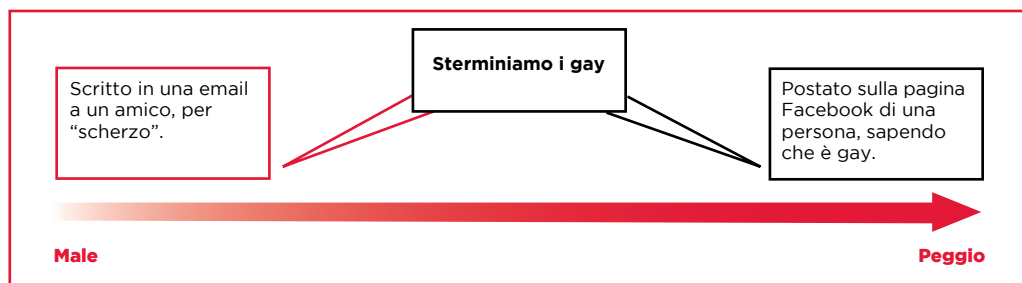 Sterminiamo i gay
Scritto in una email
a un amico, per
“scherzo”.
Postato sulla pagina
Facebook di una
persona, sapendo
che è gay.
Male
Peggio